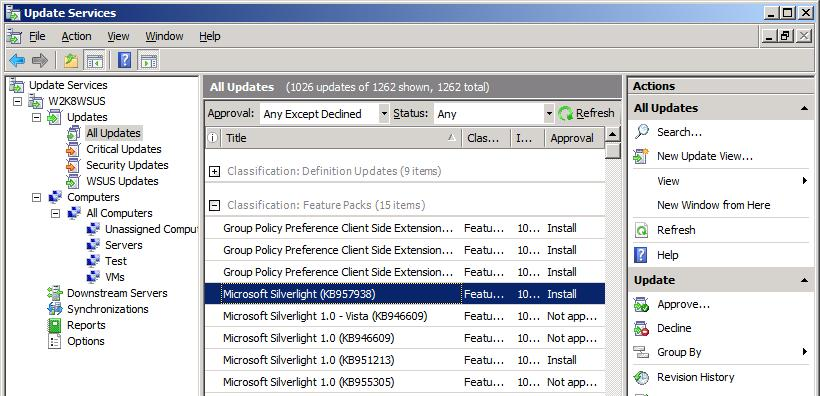 Update Services
File Action View Window Help
Update Services
W2K8WSUS
Updates
All Updates
Critical Updates
Security Updates
WSUS Updates
Computers
All Computers
Unassigned Comput
Servers
Test
VMs
Downstream Servers
Synchronizations
Reports
Options
All Updates (1026 updates of 1262 shown, 1262 total)
Approval: Any Except Declined Status: Any Refresh
Title Clas... I... Approval
Classification: Definition Updates (9 items)
Classification: Feature Packs (15 items)
Group Policy Preference Client Side Extension... Featu... 10... Install
Group Policy Preference Client Side Extension... Featu... 10... Install
Group Policy Preference Client Side Extension... Featu... 10... Install
Microsoft Silverlight (KB957938) Featu... 10... Install
Microsoft Silverlight 1.0 - Vista (KB946609) Featu... 10... Not app...
Microsoft Silverlight 1.0 (KB946609) Featu... 10... Not app...
Microsoft Silverlight 1.0 (KB951213) Featu... 10... Install
Microsoft Silverlight 1.0 (KB955305) Featu... 10... Not app...
Actions
All Updates
Search...
New Update View...
View
New Window from Here
Refresh
Help
Update
Approve...
Decline
Group By
Revision History